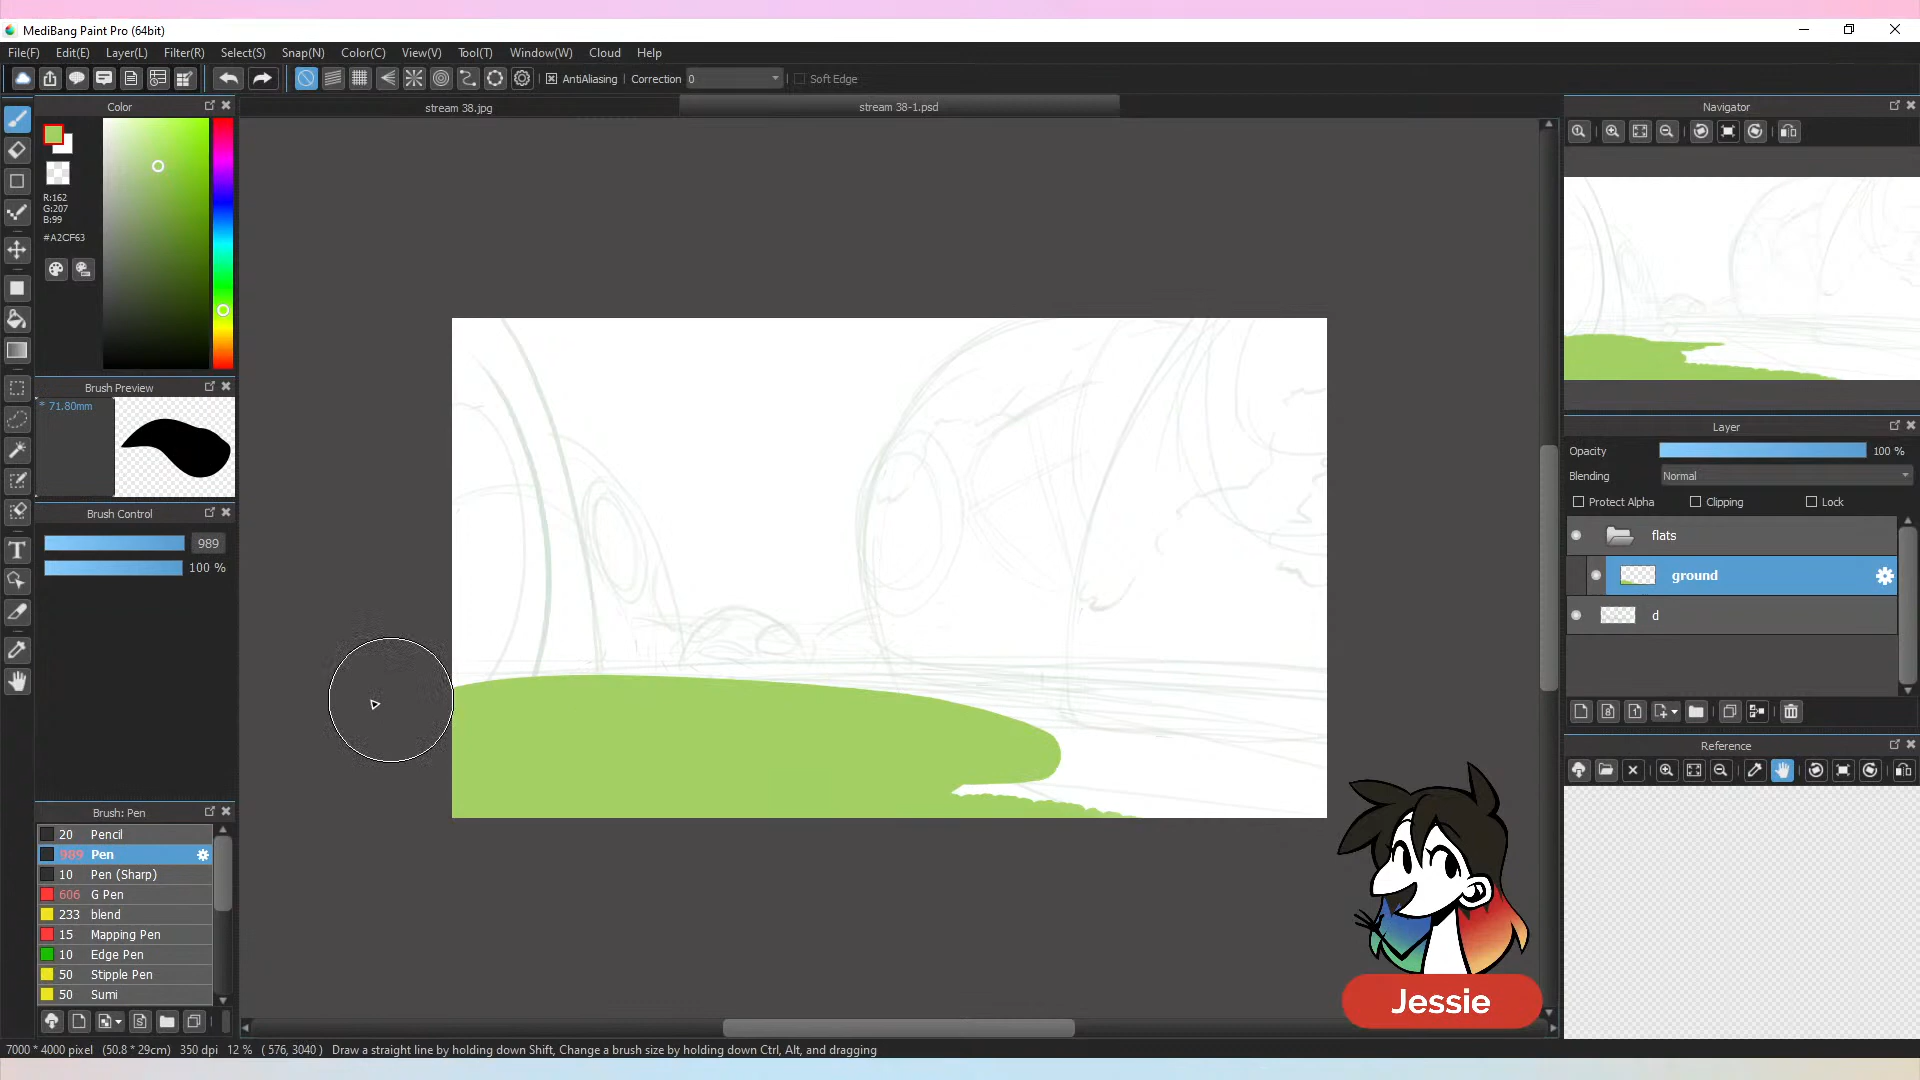 MediBang Paint Pro (64bit)
File(F) Edit(E) Layer(L) Filter(R) Select(S) Snap(N) Color(C) View(V) Tool(T) Window(W) Cloud Help
AntiAliasing Correction 0 Soft Edge
Color
stream 38.jpg
stream 38-1.psd
Navigator
R:162
G:207
B:99
#A2CF63
Brush Preview
* 71.80mm
Layer
Opacity 100 %
Blending Normal
Protect Alpha Clipping Lock
Brush Control
989
100 %
flats
ground
d
Reference
Brush: Pen
20 Pencil
989 Pen
10 Pen (Sharp)
606 G Pen
233 blend
15 Mapping Pen
10 Edge Pen
50 Stipple Pen
50 Sumi
Jessie
7000 * 4000 pixel (50.8 * 29cm) 350 dpi 12 % ( 576, 3040 ) Draw a straight line by holding down Shift, Change a brush size by holding down Ctrl, Alt, and dragging